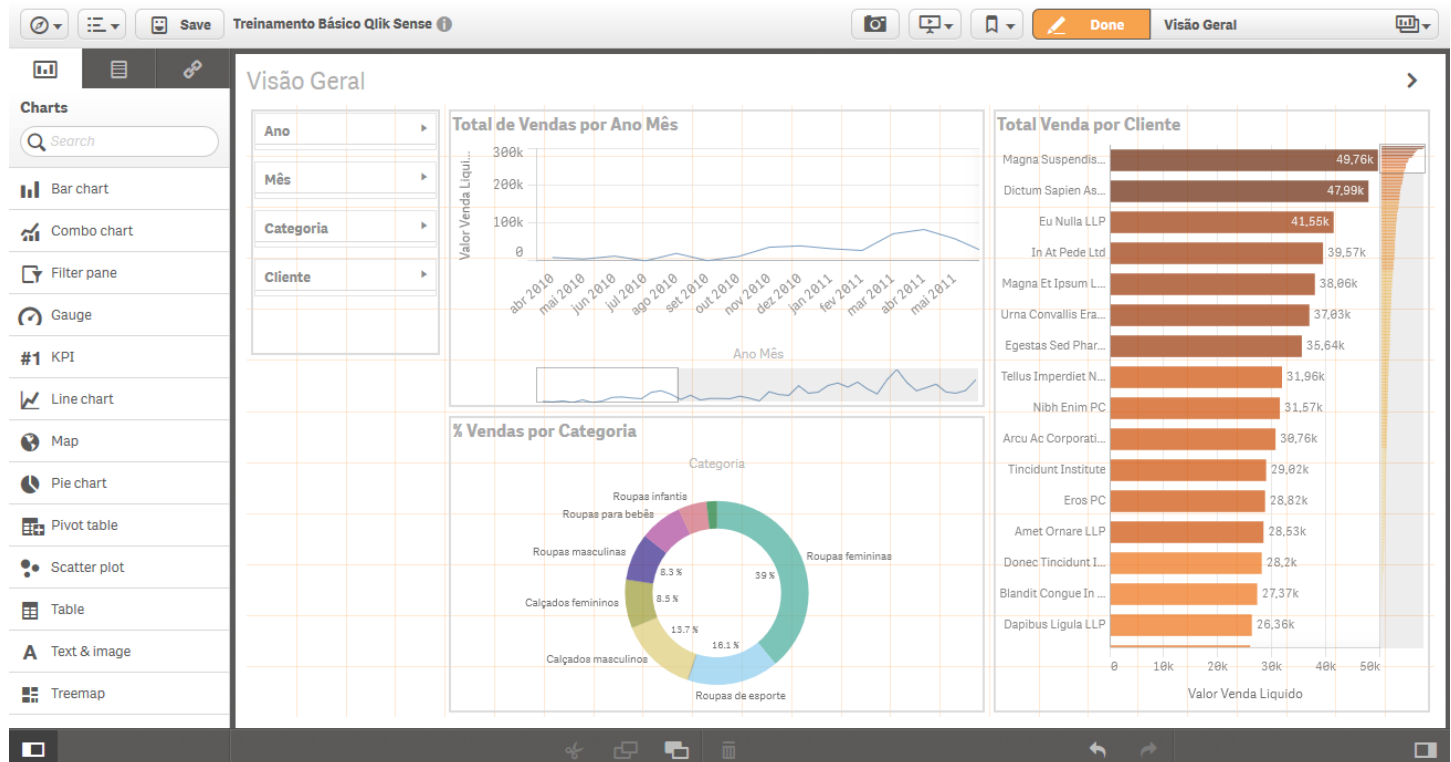 Save
Treinamento Básico Qlik Sense
Done
Visão Geral
Charts
Search
Bar chart
Combo chart
Filter pane
Gauge
#1 KPI
Line chart
Map
Pie chart
Pivot table
Scatter plot
Table
A Text & image
Treemap
Visão Geral
Ano
Mês
Categoria
Cliente
Total de Vendas por Ano Mês
Valor Venda Liqui...
300k
200k
100k
0
abr 2010
mai 2010
jun 2010
jul 2010
ago 2010
set 2010
out 2010
nov 2010
dez 2010
jan 2011
fev 2011
mar 2011
abr 2011
mai 2011
Ano Mês
% Vendas por Categoria
Categoria
Roupas infantis
Roupas para bebês
Roupas masculinas
Roupas femininas
8.3 %
39 %
Calçados femininos
8.5 %
13.7 %
16.1 %
Calçados masculinos
Roupas de esporte
Total Venda por Cliente
Magna Suspendis... 49,76k
Dictum Sapien As... 47,99k
Eu Nulla LLP 41,55k
In At Pede Ltd 39,57k
Magna Et Ipsum L... 38,06k
Urna Convallis Era... 37,03k
Egestas Sed Phar... 35,64k
Tellus Imperdiet N... 31,96k
Nibh Enim PC 31,57k
Arcu Ac Corporati... 30,76k
Tincidunt Institute 29,02k
Eros PC 28,82k
Amet Ornare LLP 28,53k
Donec Tincidunt I... 28,2k
Blandit Congue In ... 27,37k
Dapibus Ligula LLP 26,36k
0 10k 20k 30k 40k 50k
Valor Venda Liquido